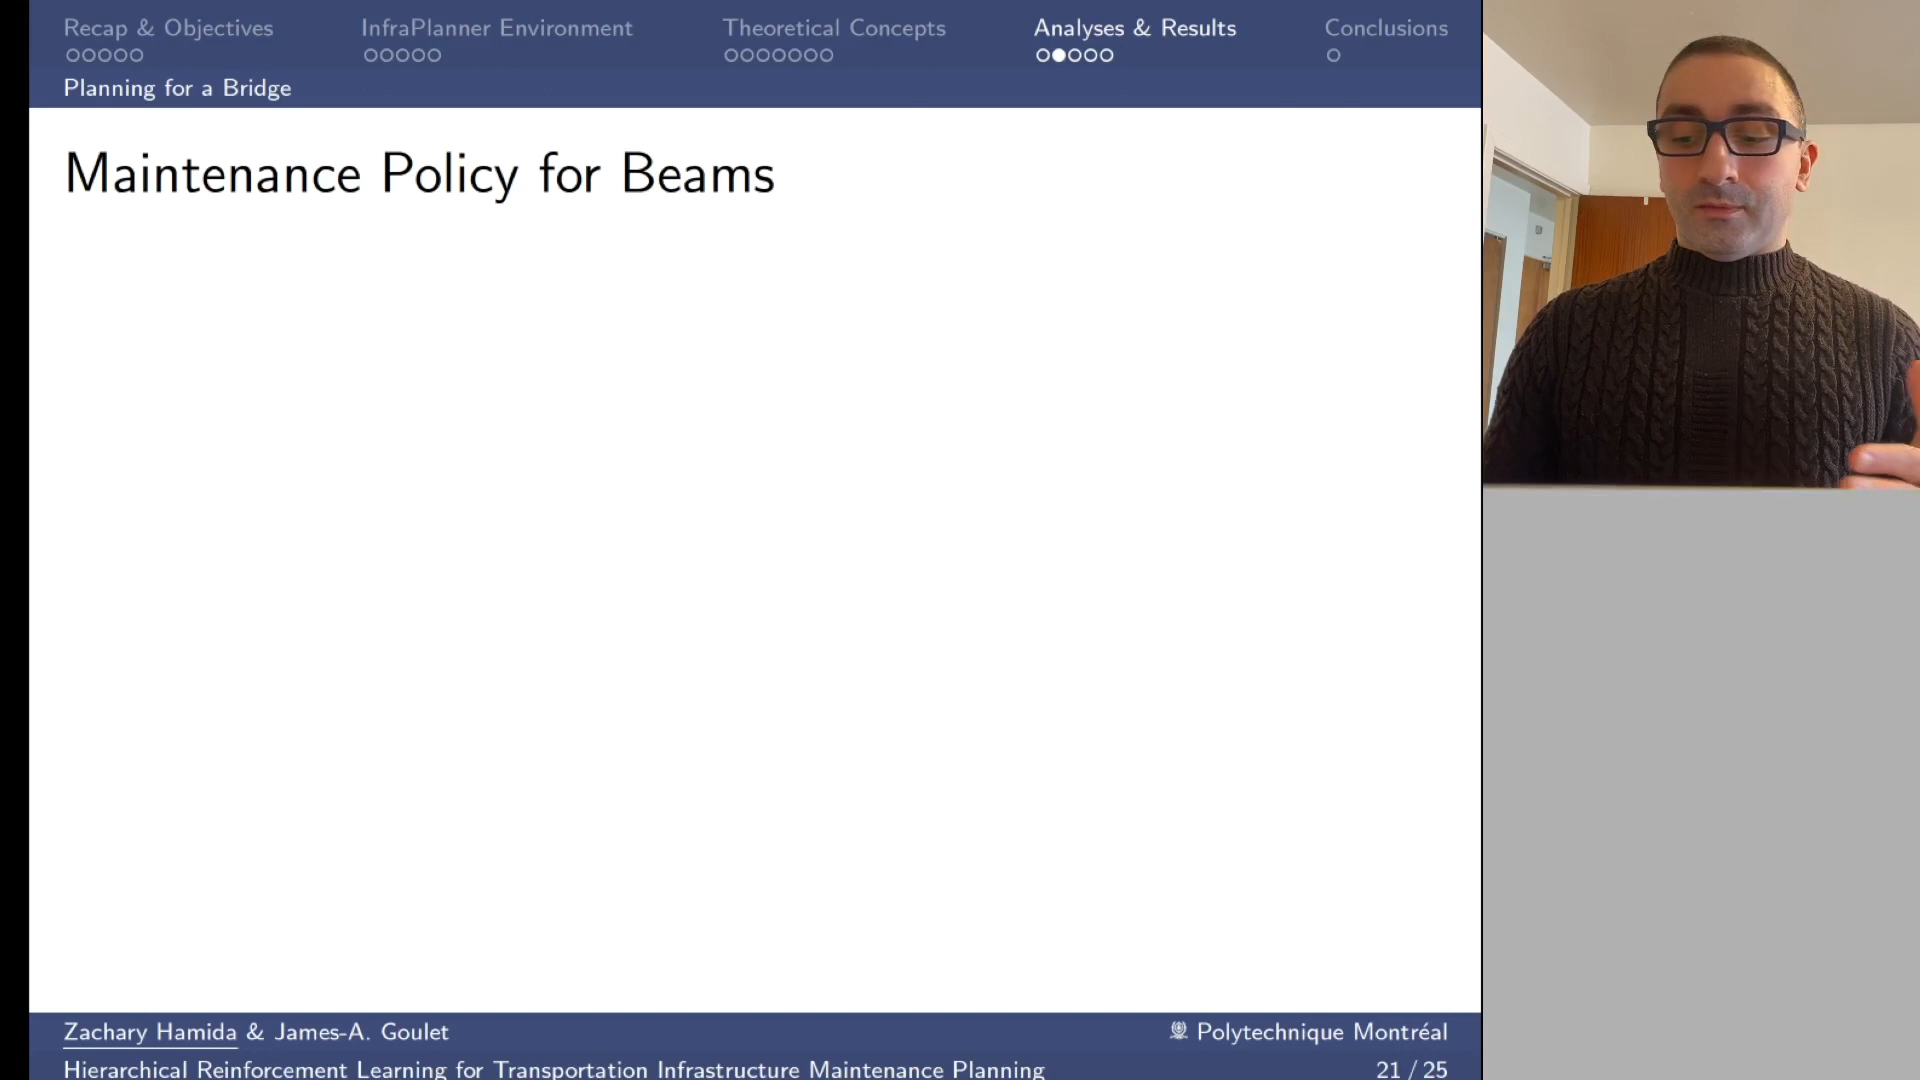 Recap & Objectives
InfraPlanner Environment
Theoretical Concepts
Analyses & Results
Conclusions
Planning for a Bridge
Maintenance Policy for Beams
Zachary Hamida & James-A. Goulet
Polytechnique Montréal
Hierarchical Reinforcement Learning for Transportation Infrastructure Maintenance Planning
21 / 25